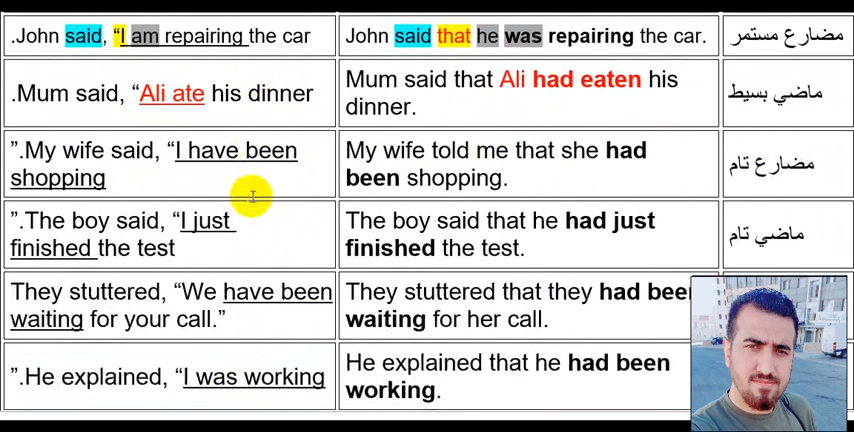 .John said, “I am repairing the car
John said that he was repairing the car.
مضارع مستمر
.Mum said, “Ali ate his dinner
Mum said that Ali had eaten his
dinner.
ماضي بسيط
”.My wife said, “I have been
shopping
My wife told me that she had
been shopping.
مضارع تام
”.The boy said, “I just
finished the test
The boy said that he had just
finished the test.
ماضي تام
They stuttered, “We have been
waiting for your call.”
They stuttered that they had been
waiting for her call.
”.He explained, “I was working
He explained that he had been
working.